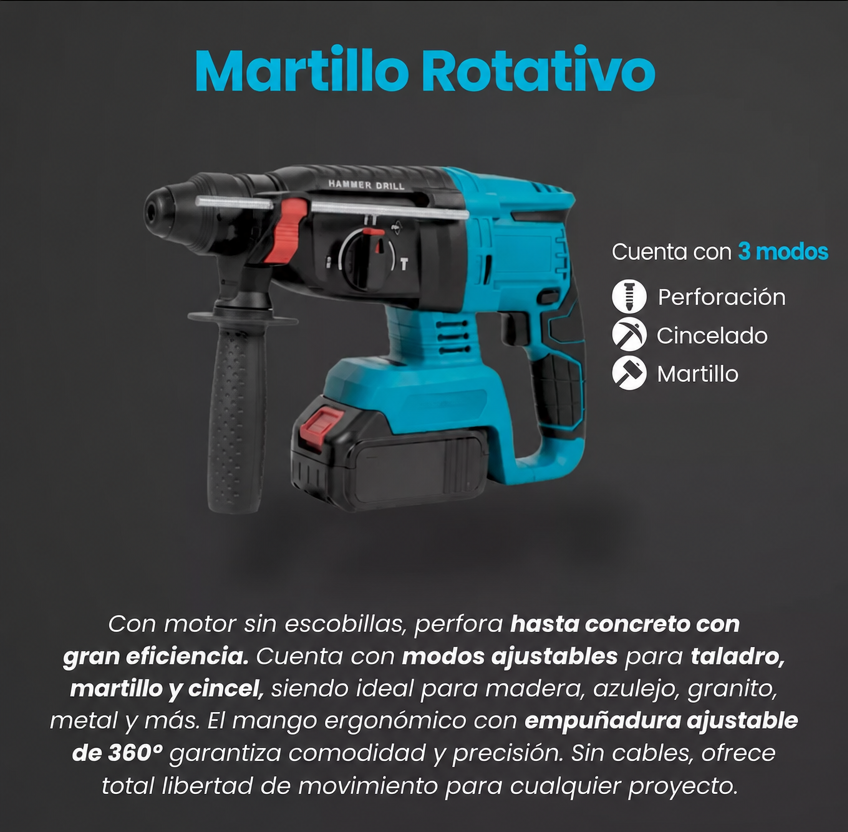 Martillo Rotativo
HAMMER DRILL
T
Cuenta con 3 modos
Perforación
Cincelado
Martillo
Con motor sin escobillas, perfora hasta concreto con
gran eficiencia. Cuenta con modos ajustables para taladro,
martillo y cincel, siendo ideal para madera, azulejo, granito,
metal y más. El mango ergonómico con empuñadura ajustable
de 360° garantiza comodidad y precisión. Sin cables, ofrece
total libertad de movimiento para cualquier proyecto.